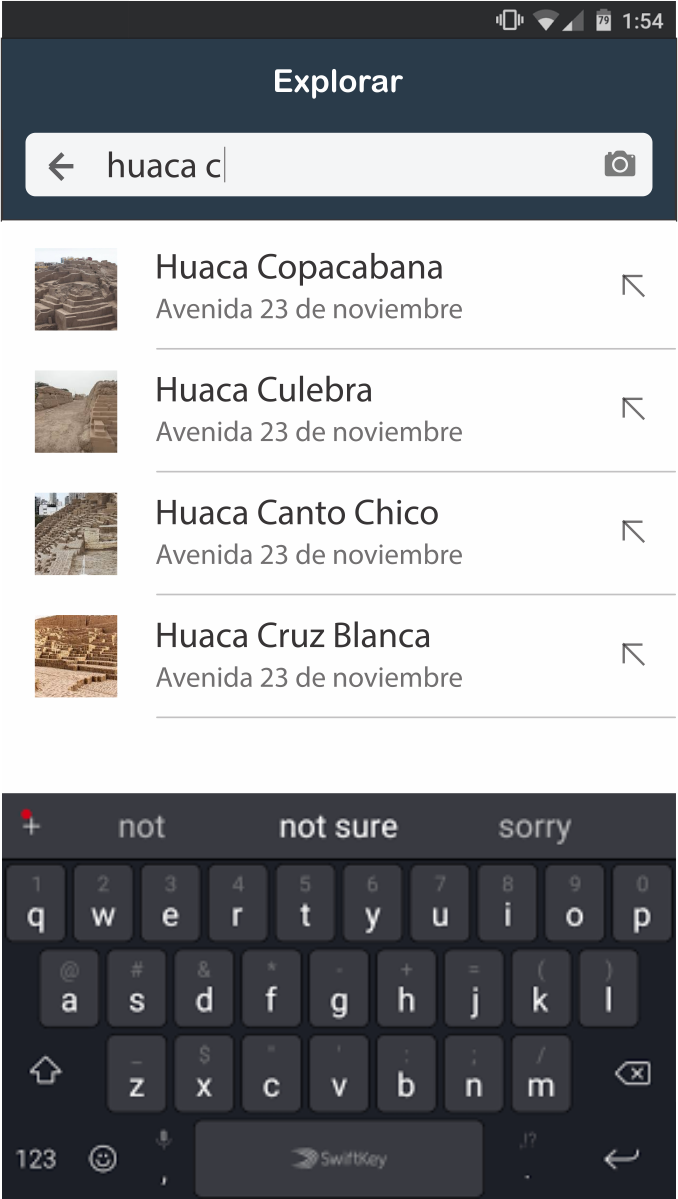 79 1:54
Explorar
huaca c
Huaca Copacabana
Avenida 23 de noviembre
Huaca Culebra
Avenida 23 de noviembre
Huaca Canto Chico
Avenida 23 de noviembre
Huaca Cruz Blanca
Avenida 23 de noviembre
+ not not sure sorry
1 2 3 4 5 6 7 8 9 0
q w e r t y u i o p
@ # & * - + = ( )
a s d f g h j k l
_ $ " ' : ; /
z x c v b n m
123 , SwiftKey ,!? .